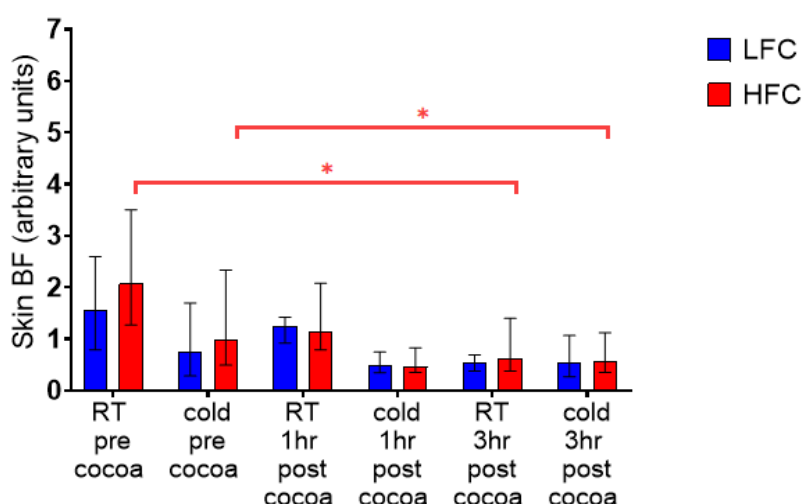 Skin BF (arbitrary units)
7
6
5
4
3
2
1
0
*
*
LFC
HFC
RT
pre
cocoa
cold
pre
cocoa
RT
1hr
post
cocoa
cold
1hr
post
cocoa
RT
3hr
post
cocoa
cold
3hr
post
cocoa